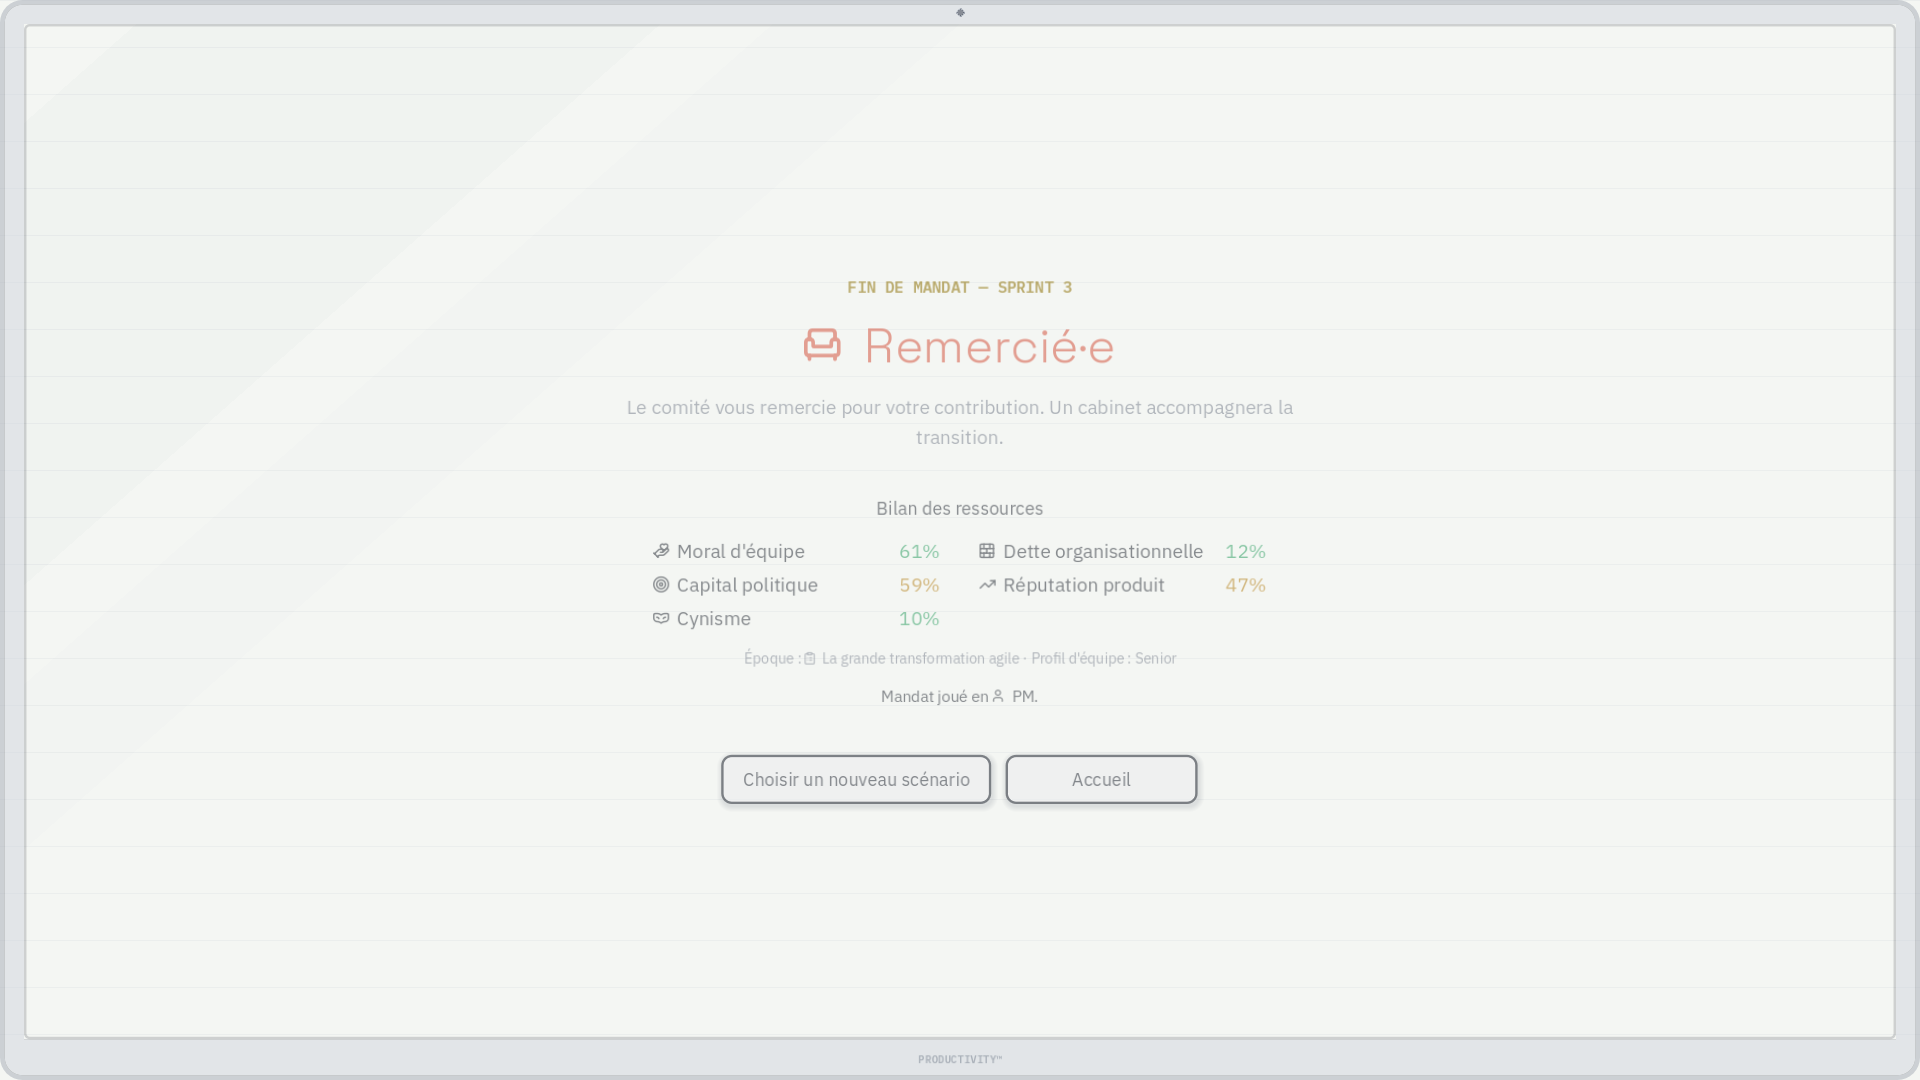 FIN DE MANDAT — SPRINT 3
Remercié·e
Le comité vous remercie pour votre contribution. Un cabinet accompagnera la
transition.
Bilan des ressources
Moral d'équipe 61% Dette organisationnelle 12%
Capital politique 59% Réputation produit 47%
Cynisme 10%
Époque : La grande transformation agile · Profil d'équipe : Senior
Mandat joué en PM.
Choisir un nouveau scénario Accueil
PRODUCTIVITY™